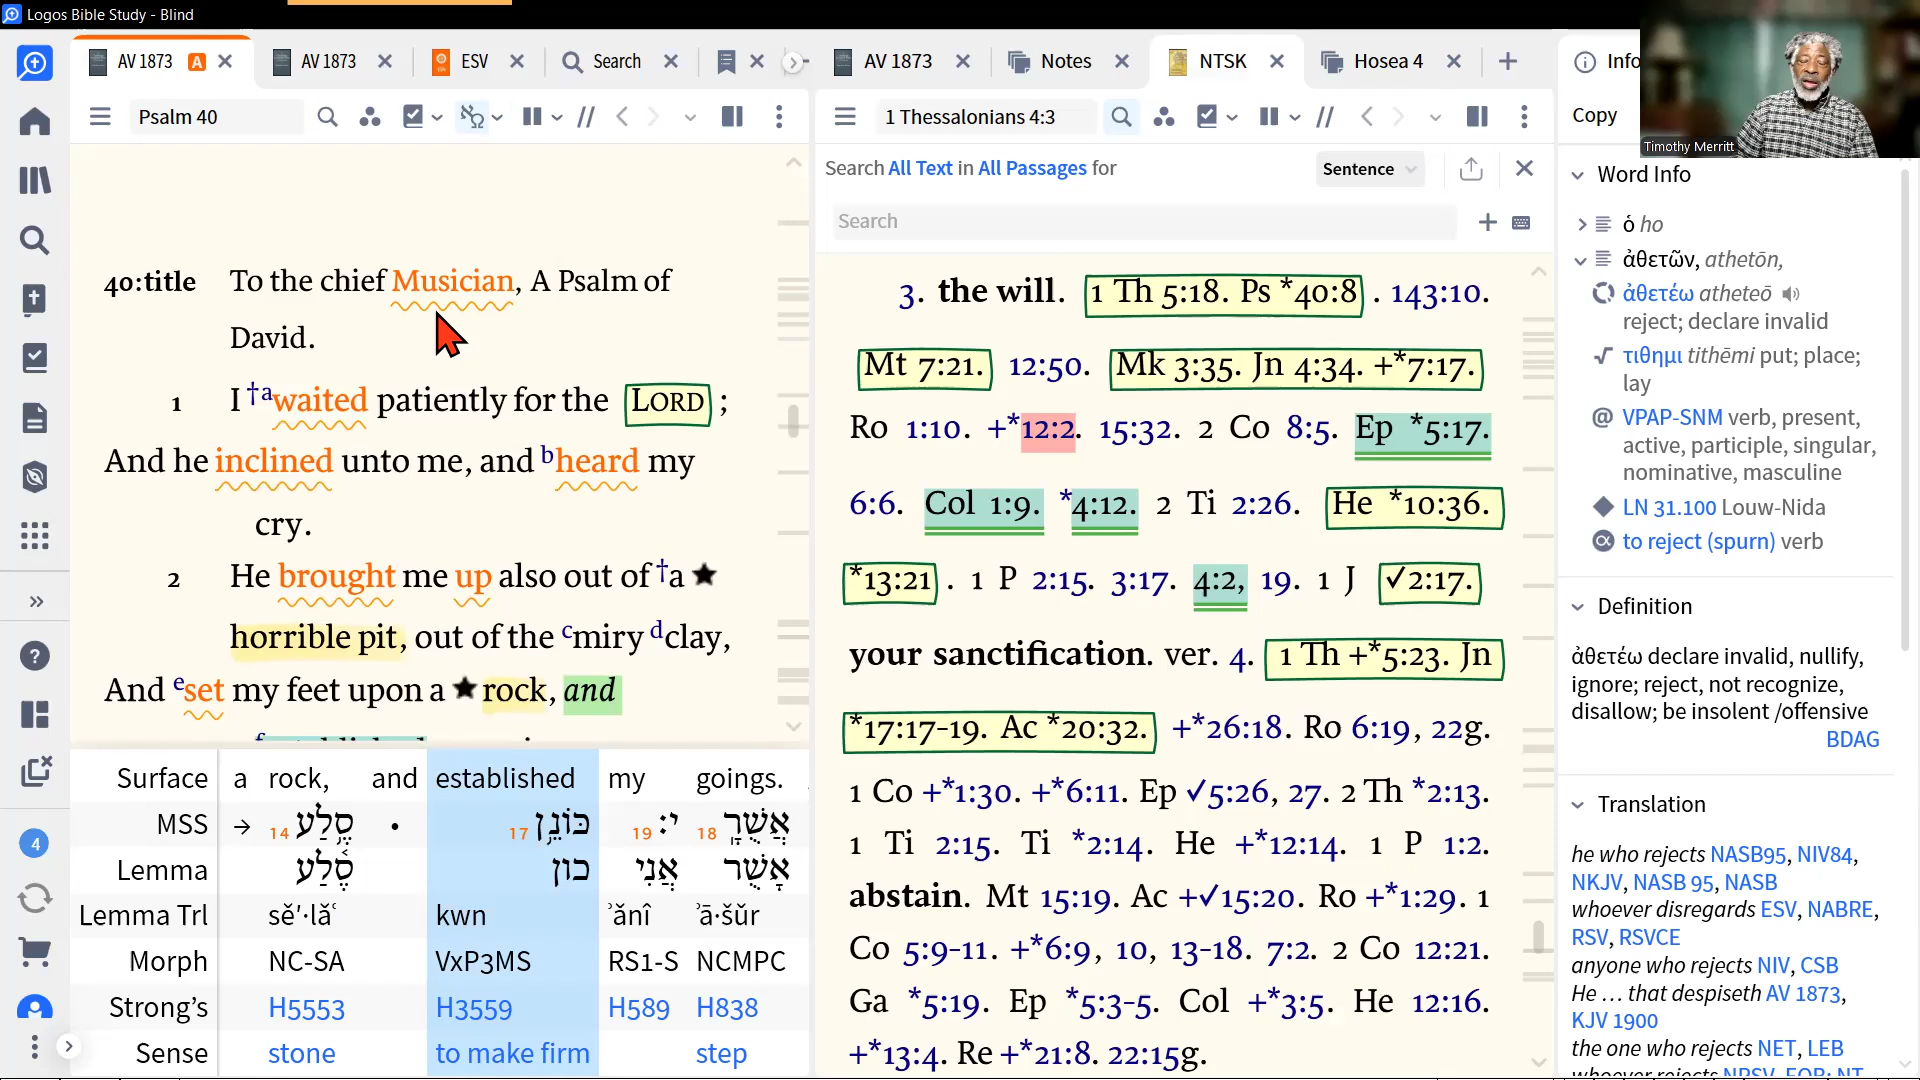 Logos Bible Study - Blind
AV 1873 A
AV 1873
ESV
Search
AV 1873
Notes
NTSK
Hosea 4
Info
Psalm 40
1 Thessalonians 4:3
Copy
Timothy Merritt
Search All Text in All Passages for
Sentence
Search
40:title To the chief Musician, A Psalm of
David.
1 I †a waited patiently for the LORD ;
And he inclined unto me, and b heard my
cry.
2 He brought me up also out of †a ★
horrible pit, out of the c miry d clay,
And e set my feet upon a ★ rock, and
Surface a rock, and established my goings.
MSS → 14 סֶלַע • 17 כּוֹנֵן 19 י׃ 18 אֲשֻׁרָ
Lemma סֶלַע כון אֲנִי אָשֻׁר
Lemma Trl sĕʹ·lăʿ kwn ʾănî ʾā·šŭr
Morph NC-SA VxP3MS RS1-S NCMPC
Strong’s H5553 H3559 H589 H838
Sense stone to make firm step
4
3. the will. 1 Th 5:18. Ps *40:8 . 143:10.
Mt 7:21. 12:50. Mk 3:35. Jn 4:34. +*7:17.
Ro 1:10. +*12:2. 15:32. 2 Co 8:5. Ep *5:17.
6:6. Col 1:9. *4:12. 2 Ti 2:26. He *10:36.
*13:21 . 1 P 2:15. 3:17. 4:2, 19. 1 J ✓2:17.
your sanctification. ver. 4. 1 Th +*5:23. Jn
*17:17-19. Ac *20:32. +*26:18. Ro 6:19, 22g.
1 Co +*1:30. +*6:11. Ep ✓5:26, 27. 2 Th *2:13.
1 Ti 2:15. Ti *2:14. He +*12:14. 1 P 1:2.
abstain. Mt 15:19. Ac +✓15:20. Ro +*1:29. 1
Co 5:9-11. +*6:9, 10, 13-18. 7:2. 2 Co 12:21.
Ga *5:19. Ep *5:3-5. Col +*3:5. He 12:16.
+*13:4. Re +*21:8. 22:15g.
Word Info
ὁ ho
ἀθετῶν, athetōn,
ἀθετέω atheteō
reject; declare invalid
τιθημι tithēmi put; place;
lay
VPAP-SNM verb, present,
active, participle, singular,
nominative, masculine
LN 31.100 Louw-Nida
to reject (spurn) verb
Definition
ἀθετέω declare invalid, nullify,
ignore; reject, not recognize,
disallow; be insolent /offensive
BDAG
Translation
he who rejects NASB95, NIV84,
NKJV, NASB 95, NASB
whoever disregards ESV, NABRE,
RSV, RSVCE
anyone who rejects NIV, CSB
He … that despiseth AV 1873,
KJV 1900
the one who rejects NET, LEB